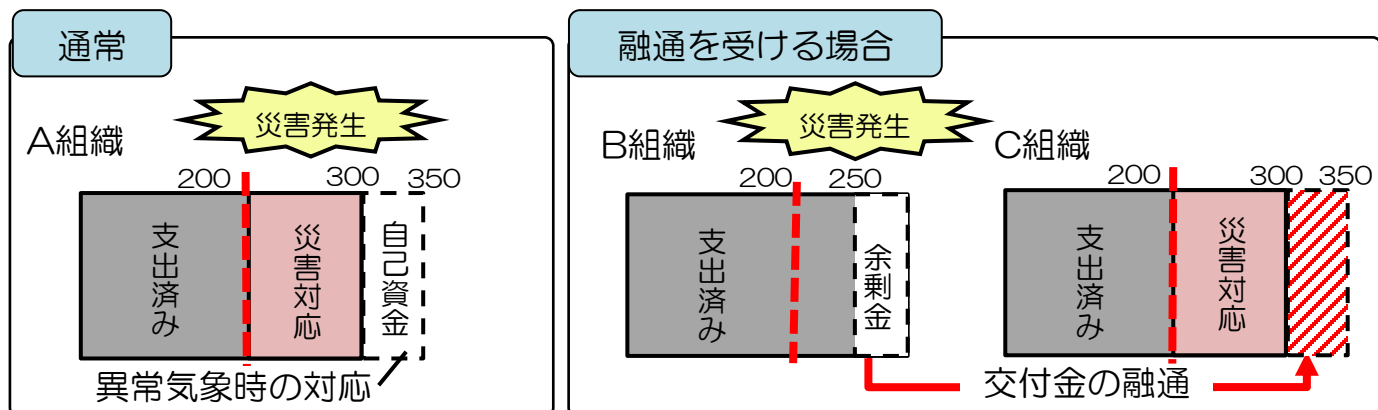 通常
災害発生
A組織
200
300
350
支出済み
災害対応
自己資金
異常気象時の対応
融通を受ける場合
災害発生
B組織
200
250
支出済み
余剰金
C組織
200
300
350
支出済み
災害対応
交付金の融通